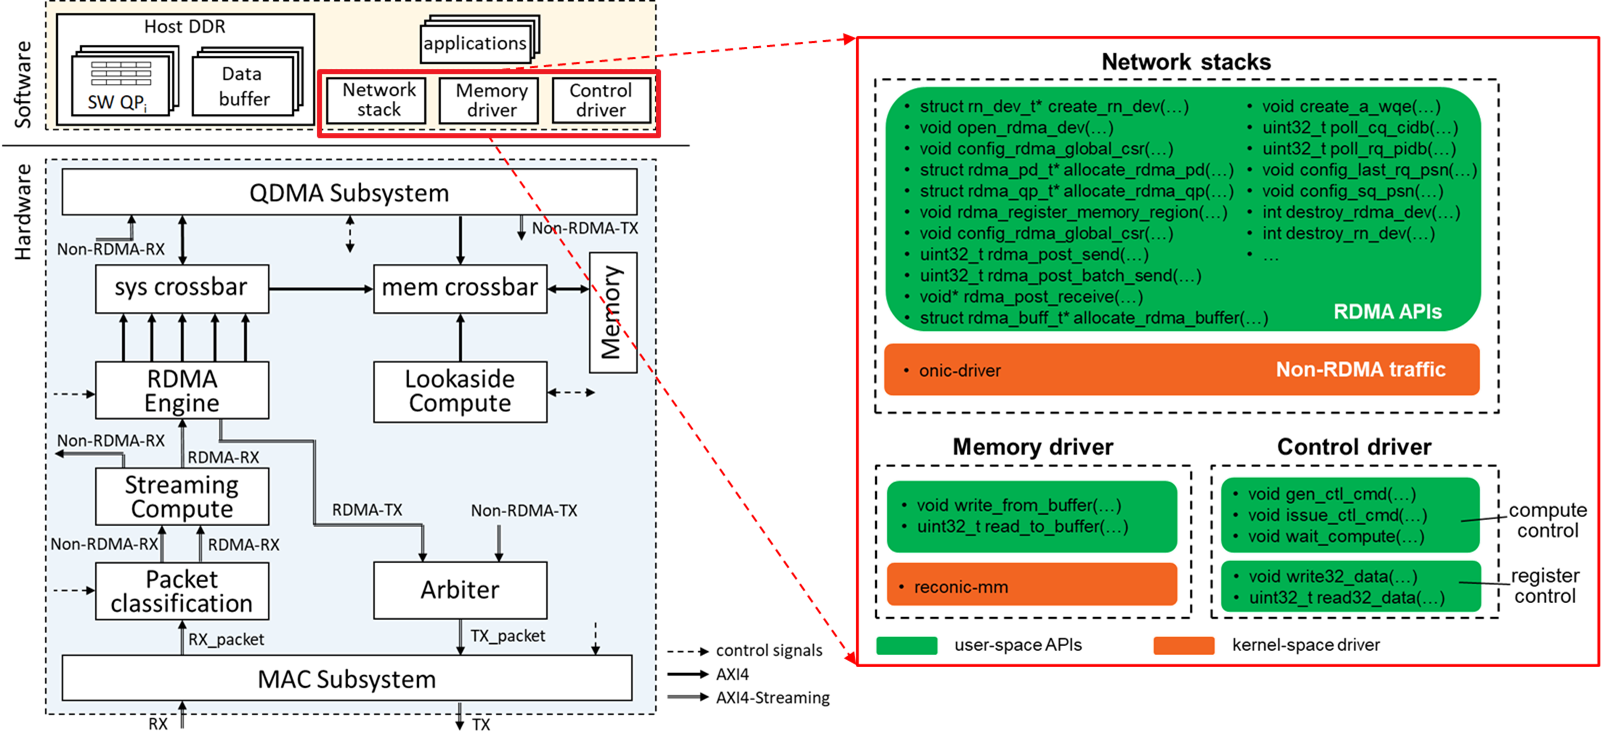 Software
Host DDR
SW QPi
Data
buffer
applications
Network
stack
Memory
driver
Control
driver
Hardware
QDMA Subsystem
Non-RDMA-RX
Non-RDMA-TX
sys crossbar
mem crossbar
Memory
RDMA
Engine
Lookaside
Compute
Non-RDMA-RX
RDMA-RX
Streaming
Compute
RDMA-TX
Non-RDMA-TX
Non-RDMA-RX
RDMA-RX
Packet
classification
Arbiter
RX_packet
TX_packet
MAC Subsystem
RX
TX
control signals
AXI4
AXI4-Streaming
Network stacks
• struct rn_dev_t* create_rn_dev(…)
• void open_rdma_dev(…)
• void config_rdma_global_csr(…)
• struct rdma_pd_t* allocate_rdma_pd(…)
• struct rdma_qp_t* allocate_rdma_qp(…)
• void rdma_register_memory_region(…)
• void config_rdma_global_csr(…)
• uint32_t rdma_post_send(…)
• uint32_t rdma_post_batch_send(…)
• void* rdma_post_receive(…)
• struct rdma_buff_t* allocate_rdma_buffer(…)
• void create_a_wqe(…)
• uint32_t poll_cq_cidb(…)
• uint32_t poll_rq_pidb(…)
• void config_last_rq_psn(…)
• void config_sq_psn(…)
• int destroy_rdma_dev(…)
• int destroy_rn_dev(…)
• …
RDMA APIs
• onic-driver
Non-RDMA traffic
Memory driver
• void write_from_buffer(…)
• uint32_t read_to_buffer(…)
• reconic-mm
Control driver
• void gen_ctl_cmd(…)
• void issue_ctl_cmd(…)
• void wait_compute(…)
compute
control
• void write32_data(…)
• uint32_t read32_data(…)
register
control
user-space APIs
kernel-space driver